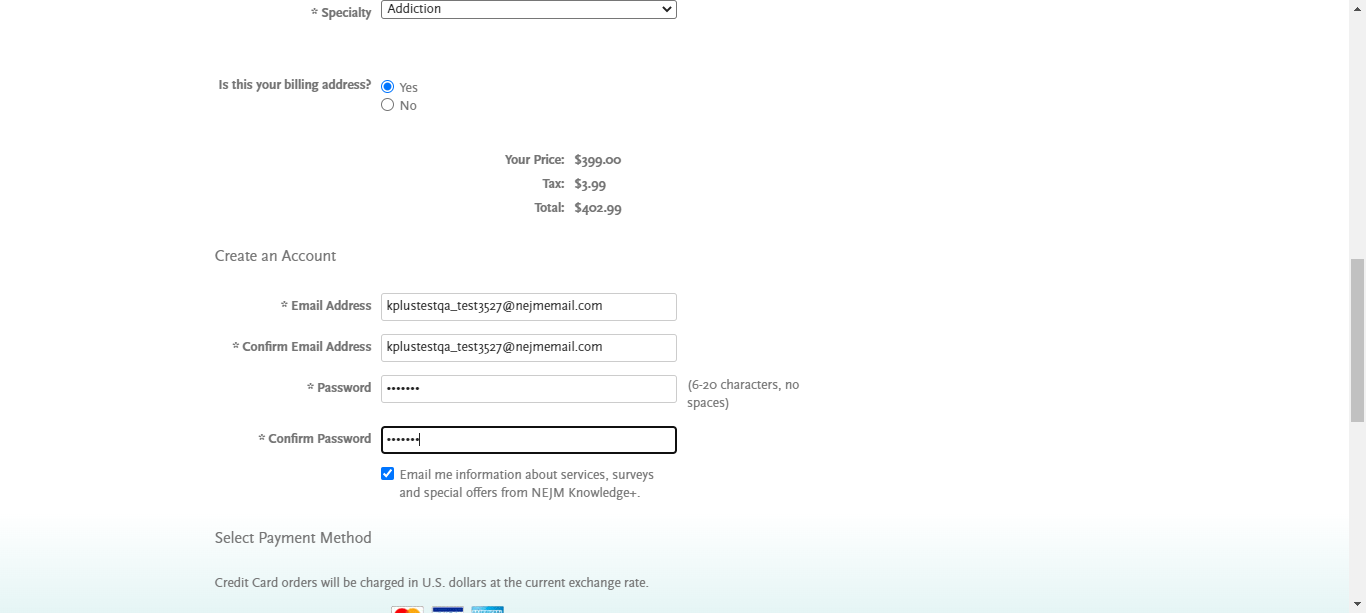 * Specialty Addiction
Is this your billing address? Yes
No
Your Price: $399.00
Tax: $3.99
Total: $402.99
Create an Account
* Email Address kplustestqa_test3527@nejmemail.com
* Confirm Email Address kplustestqa_test3527@nejmemail.com
* Password ••••••• (6-20 characters, no
spaces)
* Confirm Password •••••••
Email me information about services, surveys
and special offers from NEJM Knowledge+.
Select Payment Method
Credit Card orders will be charged in U.S. dollars at the current exchange rate.